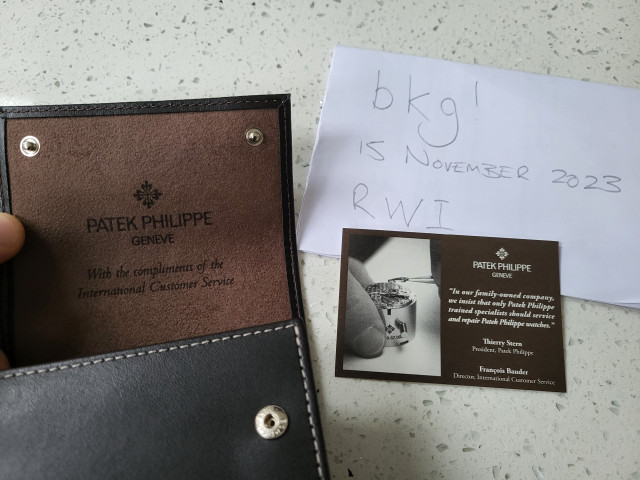 PATEK PHILIPPE
GENEVE
With the compliments of the
International Customer Service
bkg'
15 NOVEMBER 2023
RWI
PATEK PHILIPPE
GENEVE
"In our family-owned company,
we insist that only Patek Philippe
trained specialists should service
and repair Patek Philippe watches."
Thierry Stern
President, Patek Philippe
François Bauder
Director, International Customer Service